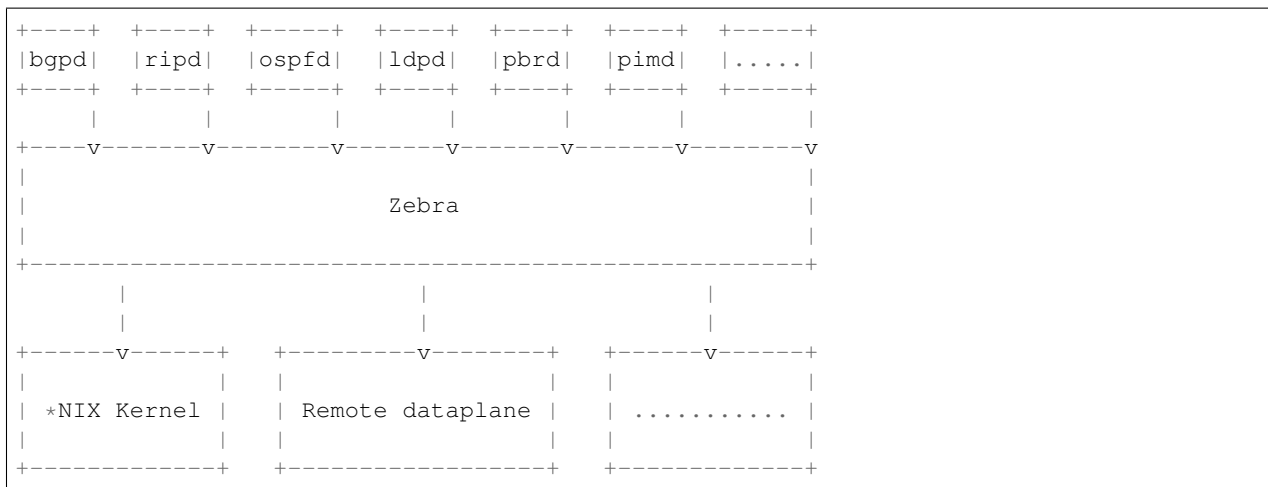 +----+  +----+  +-----+  +----+  +----+  +----+  +-----+
|bgpd|  |ripd|  |ospfd|  |ldpd|  |pbrd|  |pimd|  |.....|
+----+  +----+  +-----+  +----+  +----+  +----+  +-----+
     |       |        |       |       |       |        |
+----v-------v--------v-------v-------v-------v--------v
|                                                      |
|                         Zebra                        |
|                                                      |
+------------------------------------------------------+
       |                    |                   |
       |                    |                   |
+------v------+   +---------v--------+   +------v------+
|             |   |                  |   |             |
| *NIX Kernel |   | Remote dataplane |   | ........... |
|             |   |                  |   |             |
+-------------+   +------------------+   +-------------+